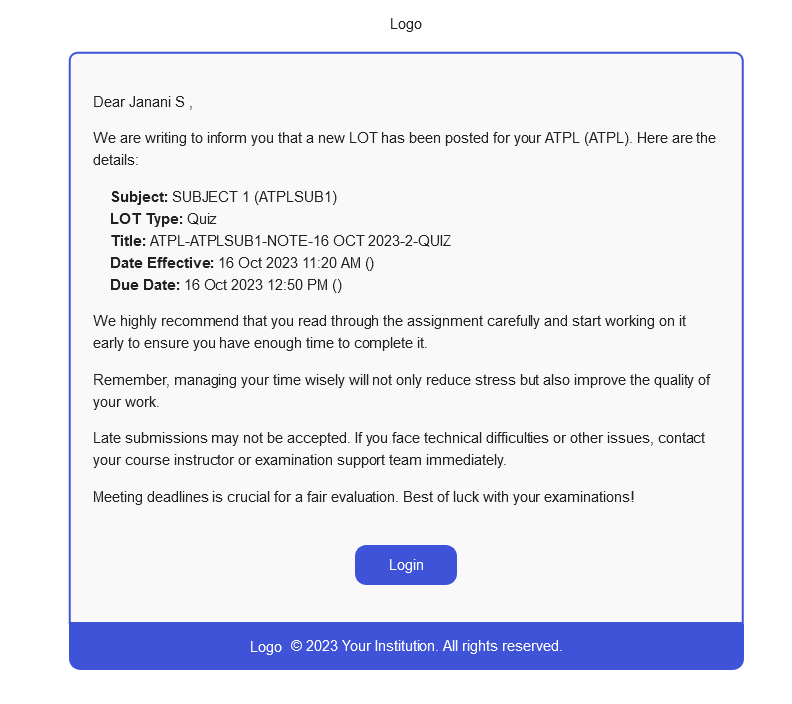 Logo
Dear Janani S ,
We are writing to inform you that a new LOT has been posted for your ATPL (ATPL). Here are the
details:
Subject: SUBJECT 1 (ATPLSUB1)
LOT Type: Quiz
Title: ATPL-ATPLSUB1-NOTE-16 OCT 2023-2-QUIZ
Date Effective: 16 Oct 2023 11:20 AM ()
Due Date: 16 Oct 2023 12:50 PM ()
We highly recommend that you read through the assignment carefully and start working on it
early to ensure you have enough time to complete it.
Remember, managing your time wisely will not only reduce stress but also improve the quality of
your work.
Late submissions may not be accepted. If you face technical difficulties or other issues, contact
your course instructor or examination support team immediately.
Meeting deadlines is crucial for a fair evaluation. Best of luck with your examinations!
Login
Logo © 2023 Your Institution. All rights reserved.